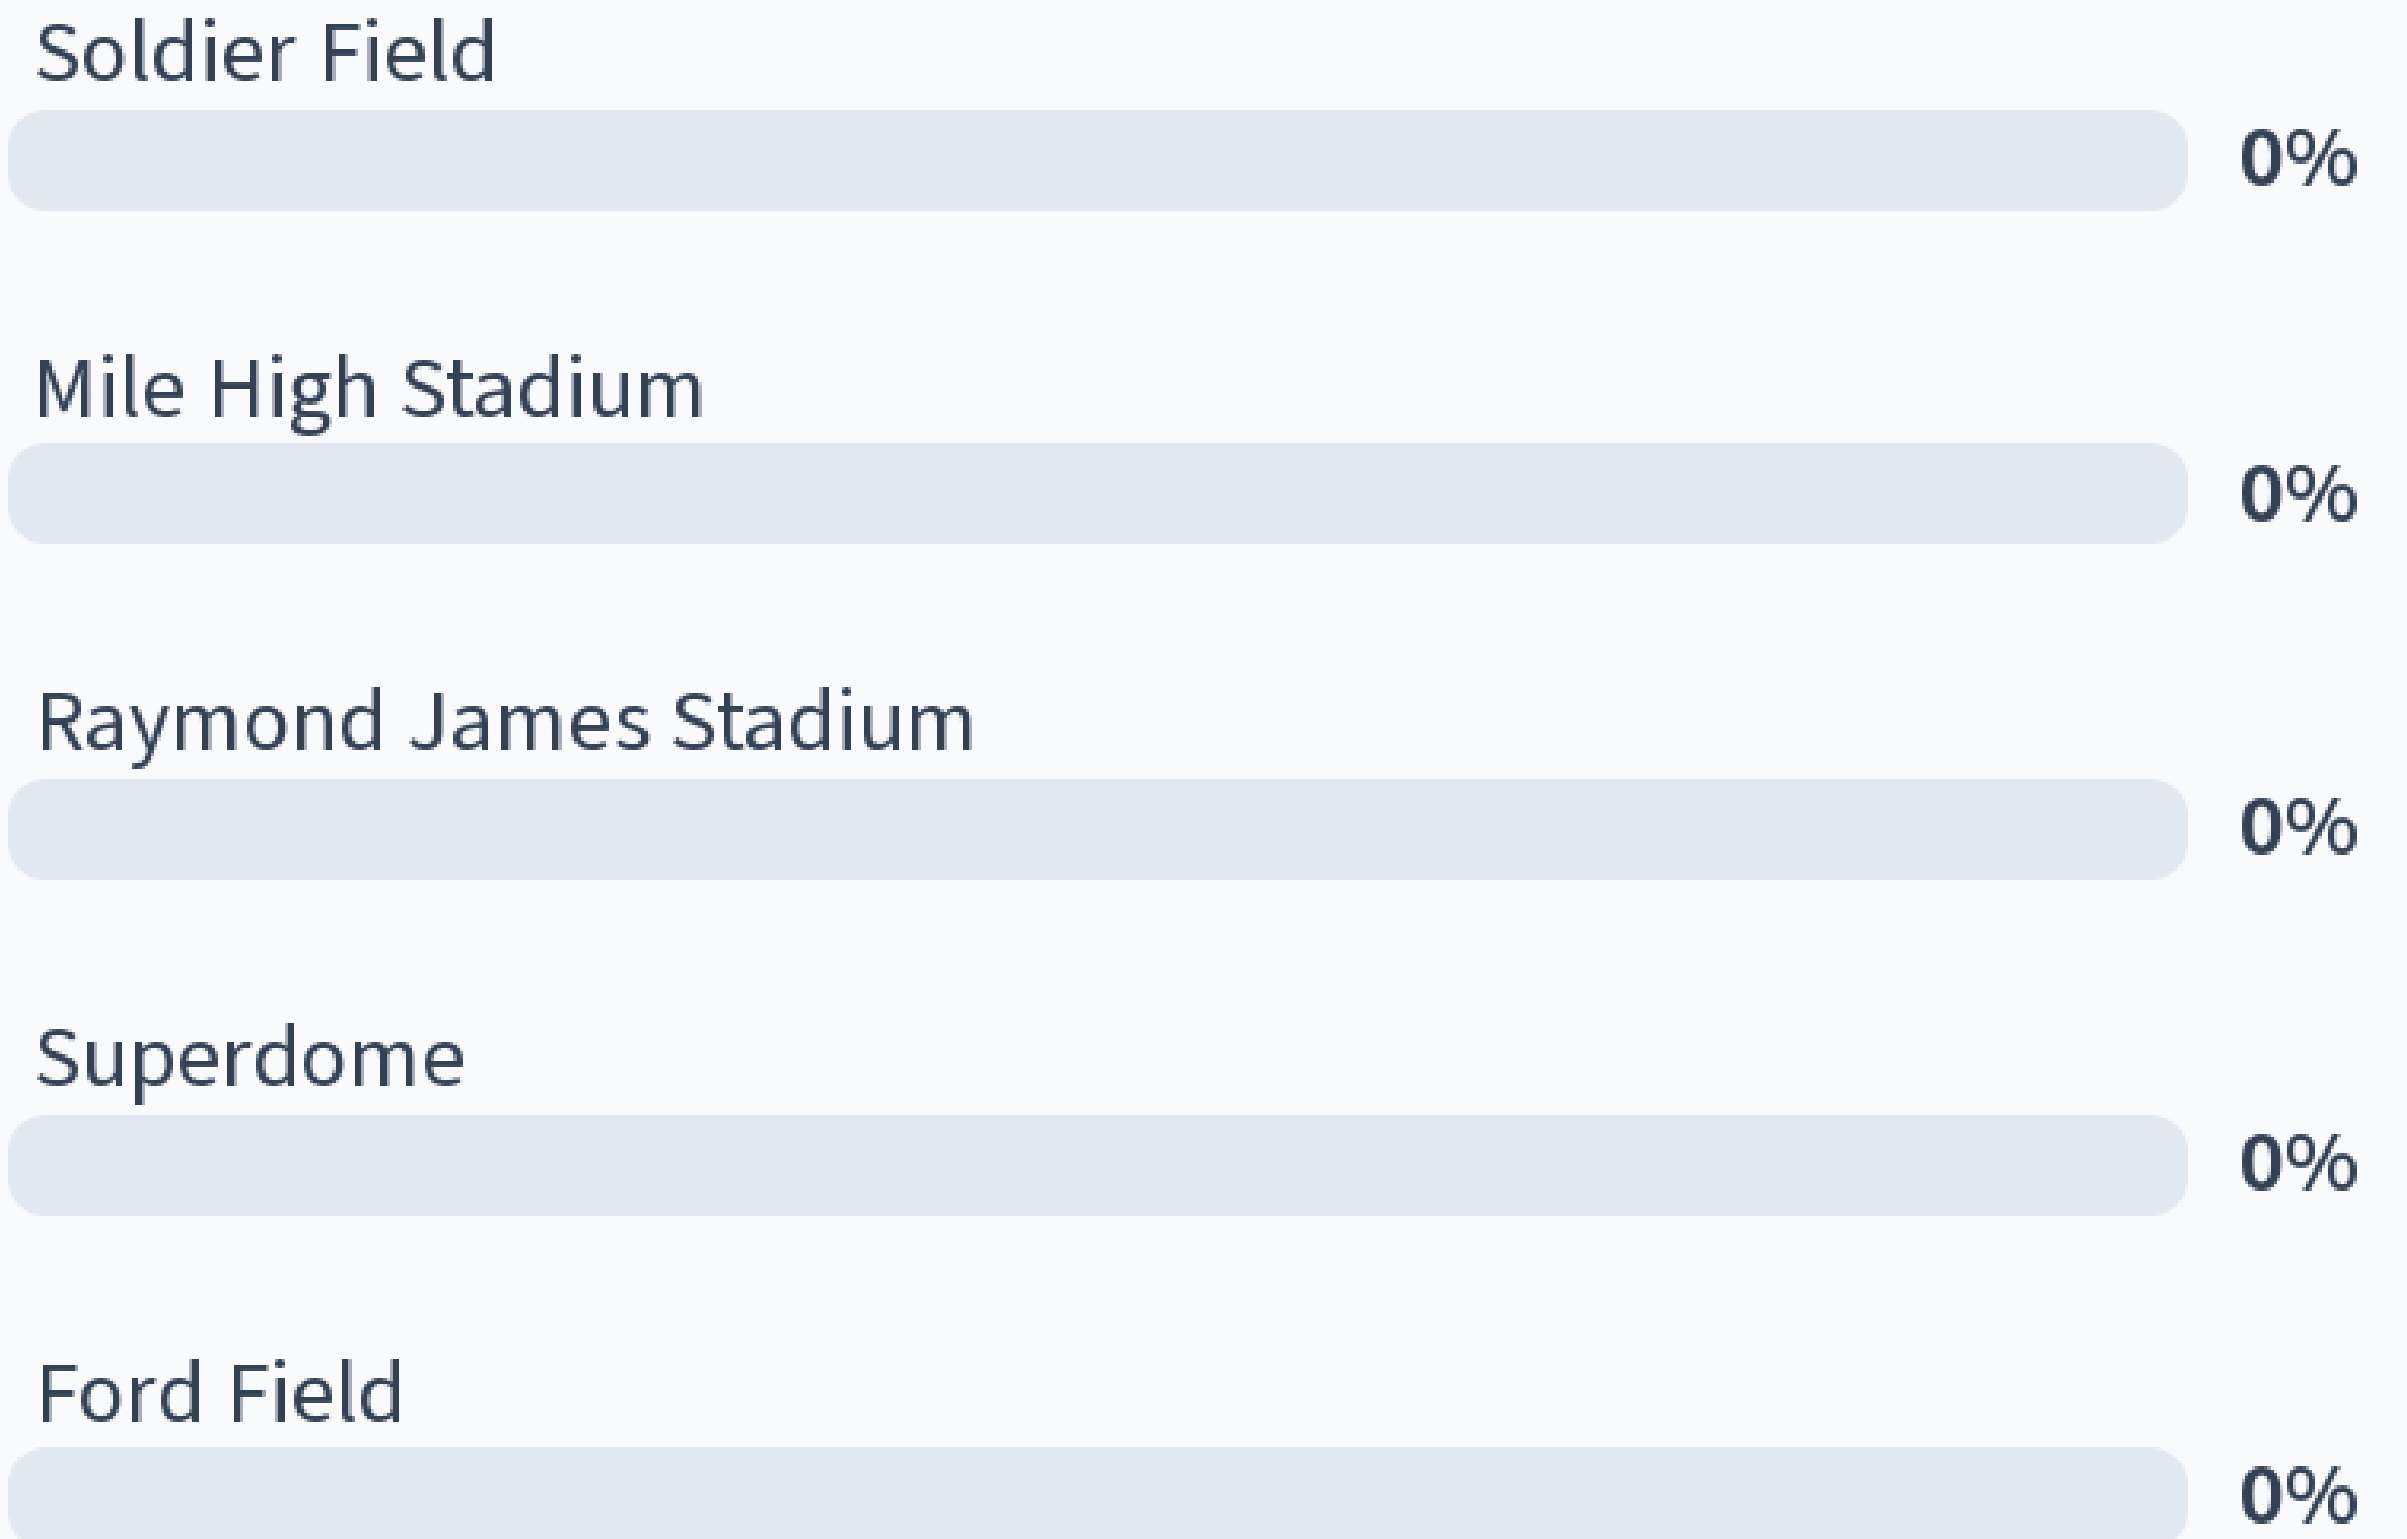 Soldier Field
0%
Mile High Stadium
0%
Raymond James Stadium
0%
Superdome
0%
Ford Field
0%